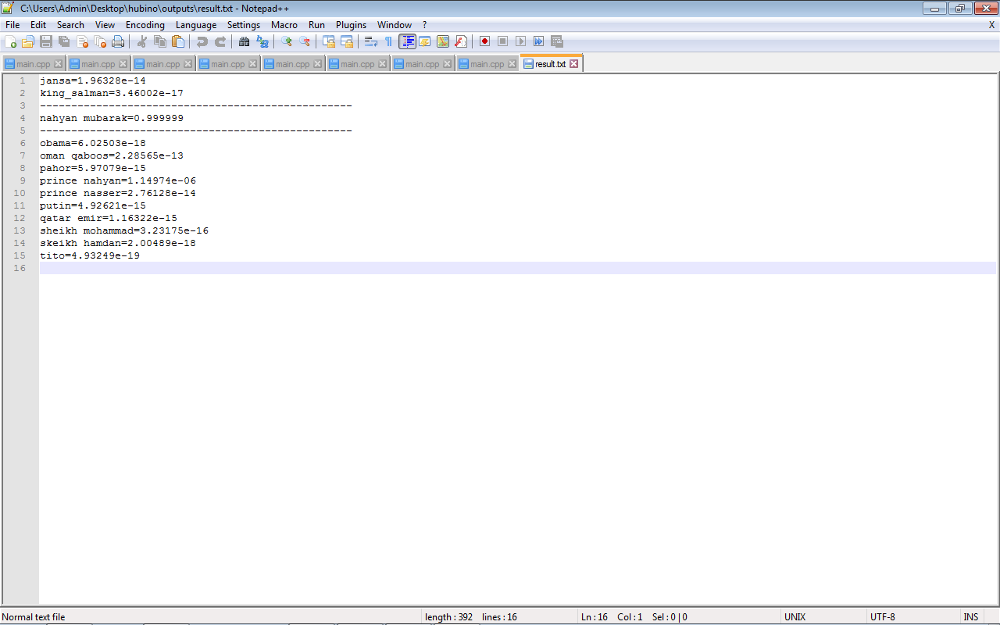 C:\Users\Admin\Desktop\hubino\outputs\result.txt - Notepad++
File Edit Search View Encoding Language Settings Macro Run Plugins Window ? X
main.cpp main.cpp main.cpp main.cpp main.cpp main.cpp main.cpp main.cpp result.txt
1 jansa=1.96328e-14
2 king_salman=3.46002e-17
3 --------------------------------------------------
4 nahyan mubarak=0.999999
5 --------------------------------------------------
6 obama=6.02503e-18
7 oman qaboos=2.28565e-13
8 pahor=5.97079e-15
9 prince nahyan=1.14974e-06
10 prince nasser=2.76128e-14
11 putin=4.92621e-15
12 qatar emir=1.16322e-15
13 sheikh mohammad=3.23175e-16
14 skeikh hamdan=2.00489e-18
15 tito=4.93249e-19
16
Normal text file length : 392 lines : 16 Ln : 16 Col : 1 Sel : 0 | 0 UNIX UTF-8 INS